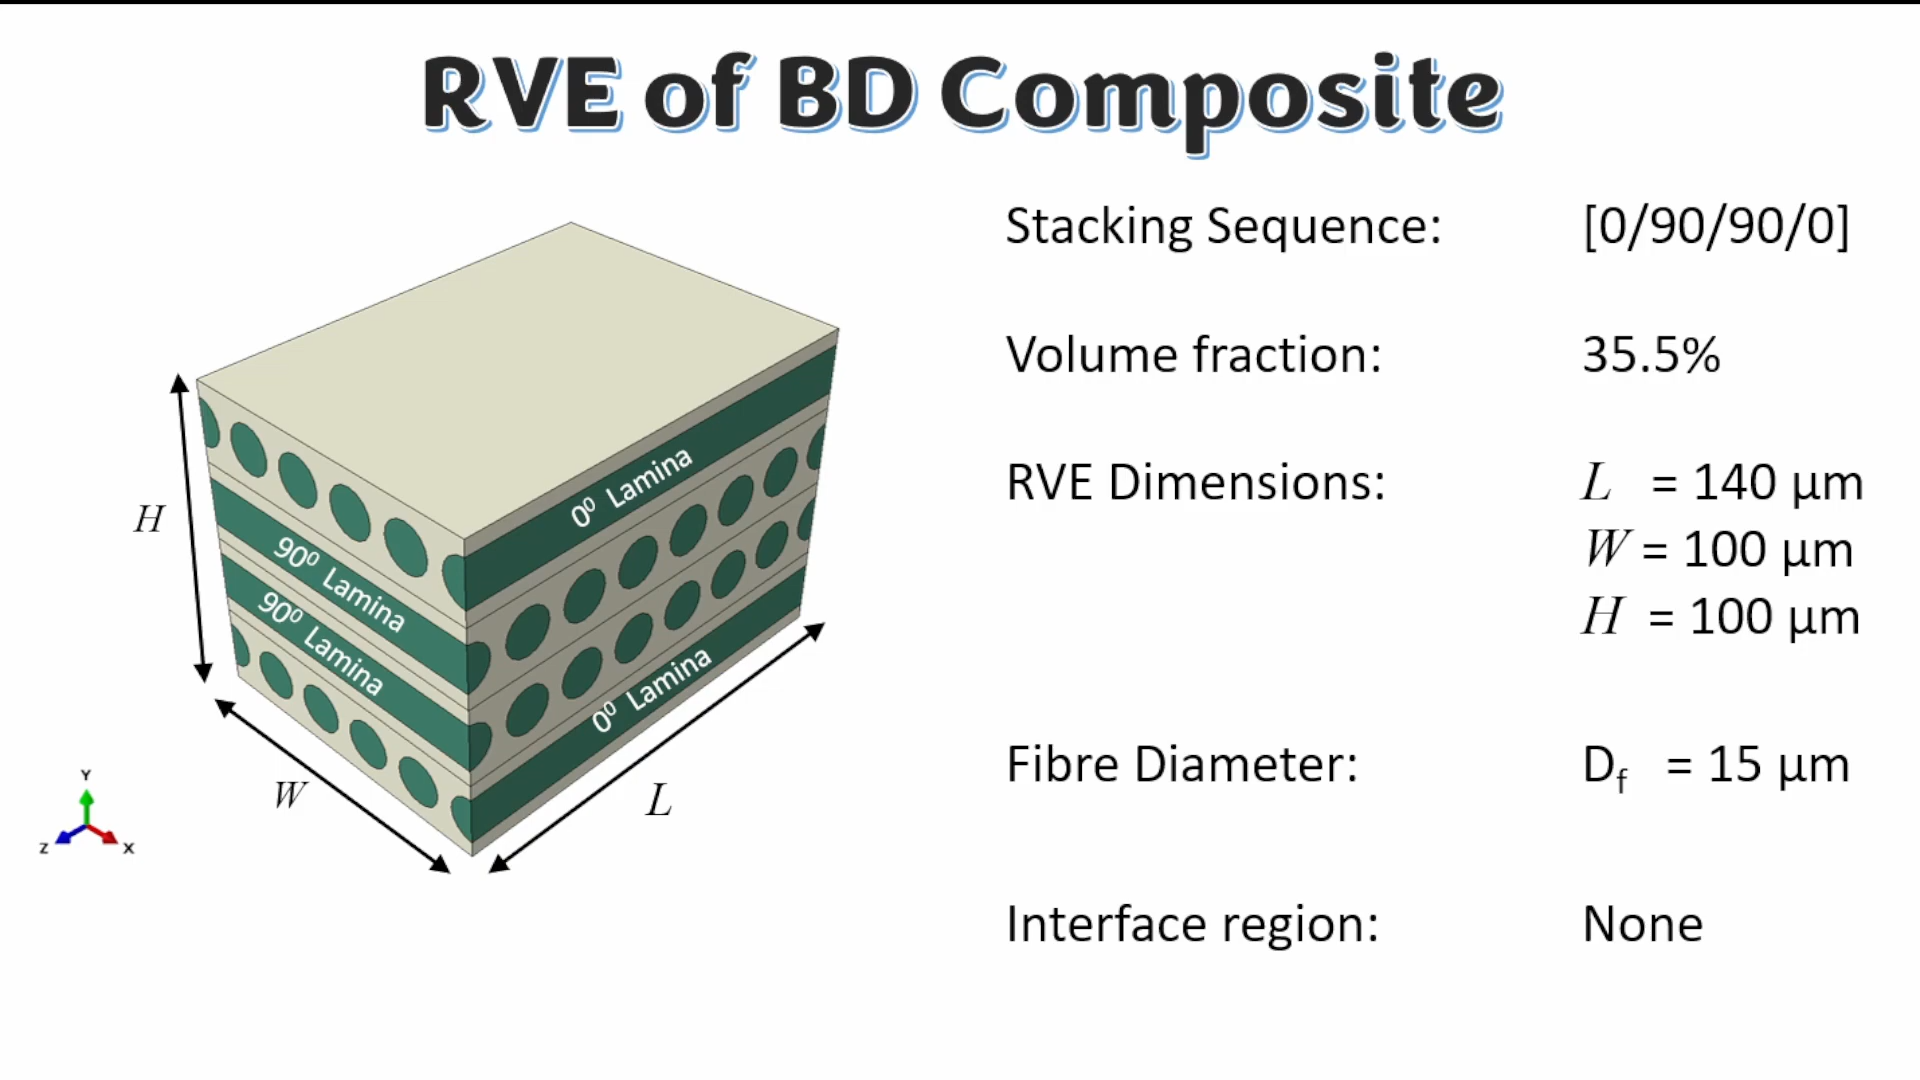 RVE of BD Composite
Stacking Sequence: [0/90/90/0]
Volume fraction: 35.5%
RVE Dimensions: L = 140 μm
W = 100 μm
H = 100 μm
Fibre Diameter: Df = 15 μm
Interface region: None
H
W
L
0⁰ Lamina
90⁰ Lamina
90⁰ Lamina
0⁰ Lamina
Y
Z
X